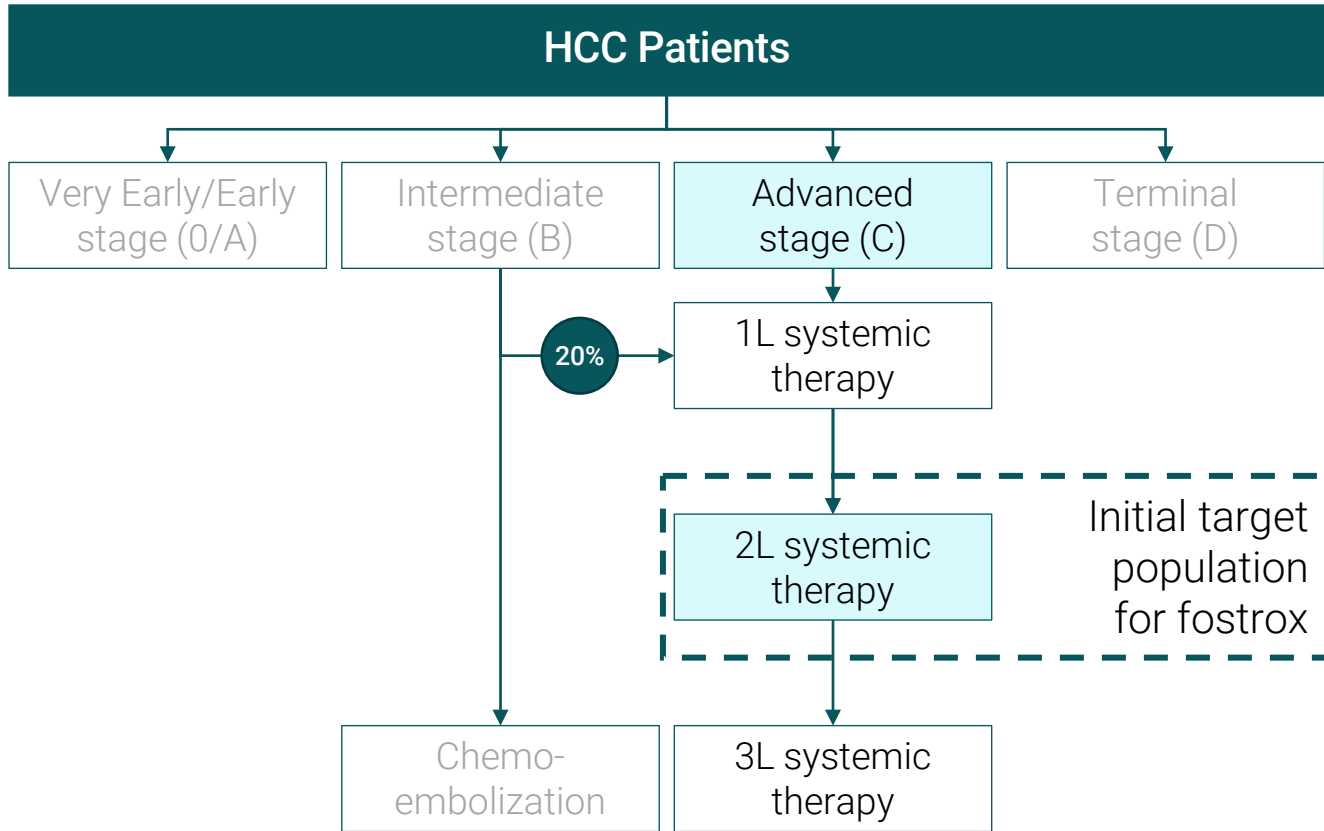 HCC Patients
Very Early/Early
stage (0/A)
Intermediate
stage (B)
Advanced
stage (C)
Terminal
stage (D)
1L systemic
therapy
20%
2L systemic
therapy
Initial target
population
for fostrox
Chemo-
embolization
3L systemic
therapy